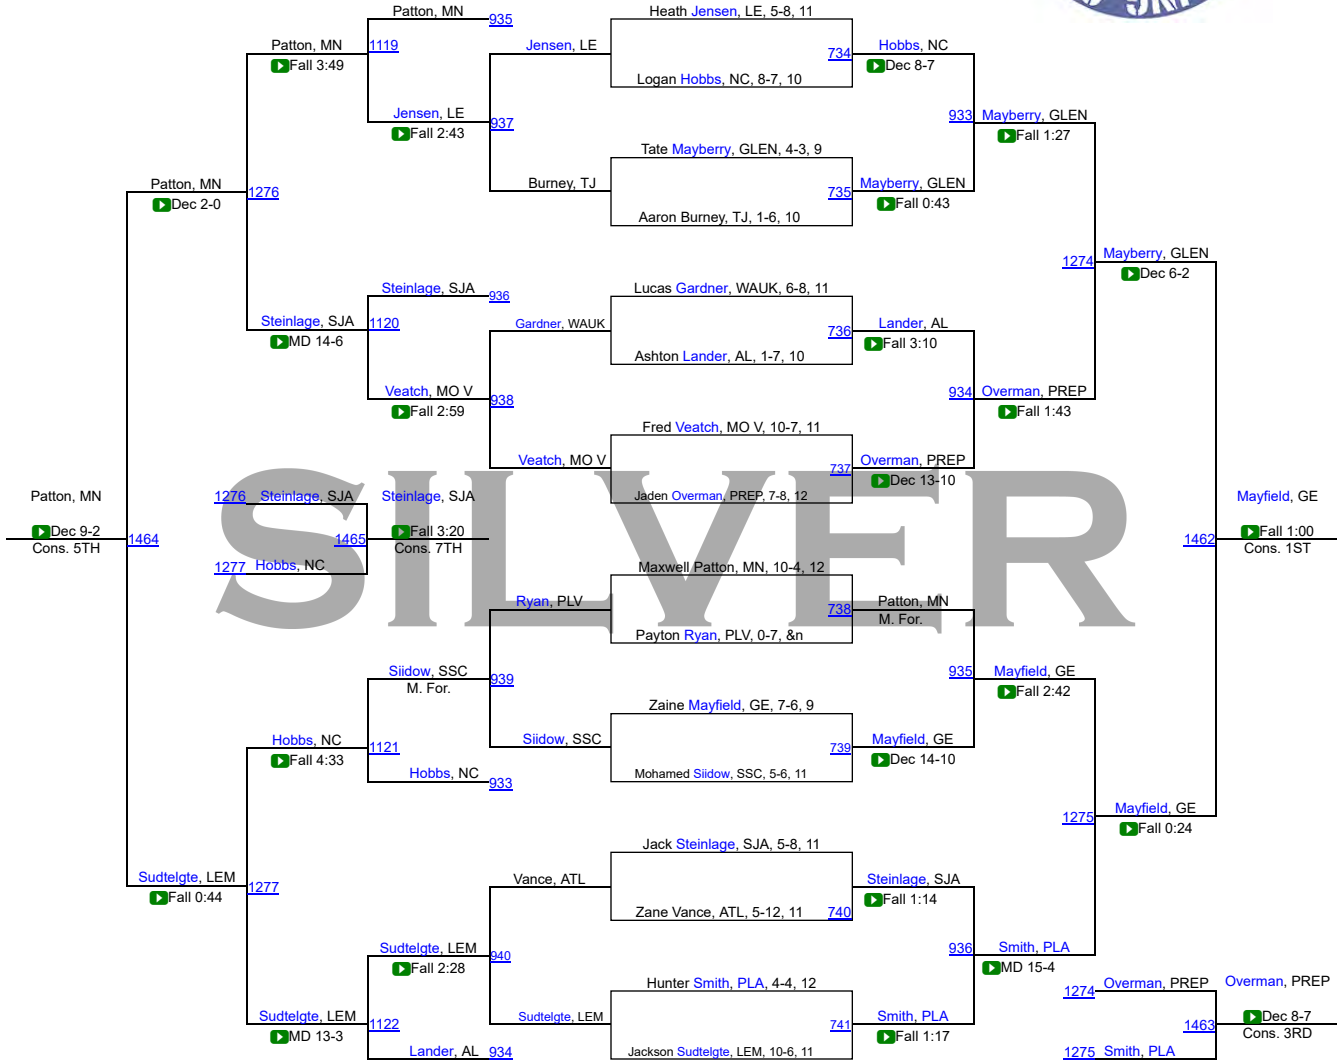 Patton, MN
935
Heath Jensen, LE, 5-8, 11
Patton, MN
1119
Jensen, LE
734
Hobbs, NC
Fall 3:49
Dec 8-7
Logan Hobbs, NC, 8-7, 10
Jensen, LE
937
933
Mayberry, GLEN
Fall 2:43
Fall 1:27
Tate Mayberry, GLEN, 4-3, 9
Patton, MN
1276
Burney, TJ
735
Mayberry, GLEN
Dec 2-0
Fall 0:43
Aaron Burney, TJ, 1-6, 10
1274
Mayberry, GLEN
Dec 6-2
Steinlage, SJA
936
Lucas Gardner, WAUK, 6-8, 11
Steinlage, SJA
1120
Gardner, WAUK
736
Lander, AL
MD 14-6
Fall 3:10
Ashton Lander, AL, 1-7, 10
Veatch, MO V
938
934
Overman, PREP
Fall 2:59
Fall 1:43
Fred Veatch, MO V, 10-7, 11
Veatch, MO V
737
Overman, PREP
Dec 13-10
Jaden Overman, PREP, 7-8, 12
SILVER
Patton, MN
1276
Steinlage, SJA
Steinlage, SJA
Mayfield, GE
Dec 9-2
1464
1465
Fall 3:20
1462
Fall 1:00
Cons. 5TH
Cons. 7TH
Cons. 1ST
1277
Hobbs, NC
Maxwell Patton, MN, 10-4, 12
Ryan, PLV
738
Patton, MN
M. For.
Payton Ryan, PLV, 0-7, &n
Siidow, SSC
939
935
Mayfield, GE
M. For.
Fall 2:42
Zaine Mayfield, GE, 7-6, 9
Hobbs, NC
1121
Siidow, SSC
739
Mayfield, GE
Fall 4:33
Dec 14-10
Hobbs, NC
933
Mohamed Siidow, SSC, 5-6, 11
1275
Mayfield, GE
Fall 0:24
Jack Steinlage, SJA, 5-8, 11
Sudtelgte, LEM
1277
Vance, ATL
Steinlage, SJA
Fall 0:44
Fall 1:14
Zane Vance, ATL, 5-12, 11
740
Sudtelgte, LEM
940
936
Smith, PLA
Fall 2:28
MD 15-4
Hunter Smith, PLA, 4-4, 12
1274
Overman, PREP
Overman, PREP
Sudtelgte, LEM
1122
Sudtelgte, LEM
741
Smith, PLA
1463
Dec 8-7
MD 13-3
Fall 1:17
Cons. 3RD
Lander, AL
934
Jackson Sudtelgte, LEM, 10-6, 11
1275
Smith, PLA